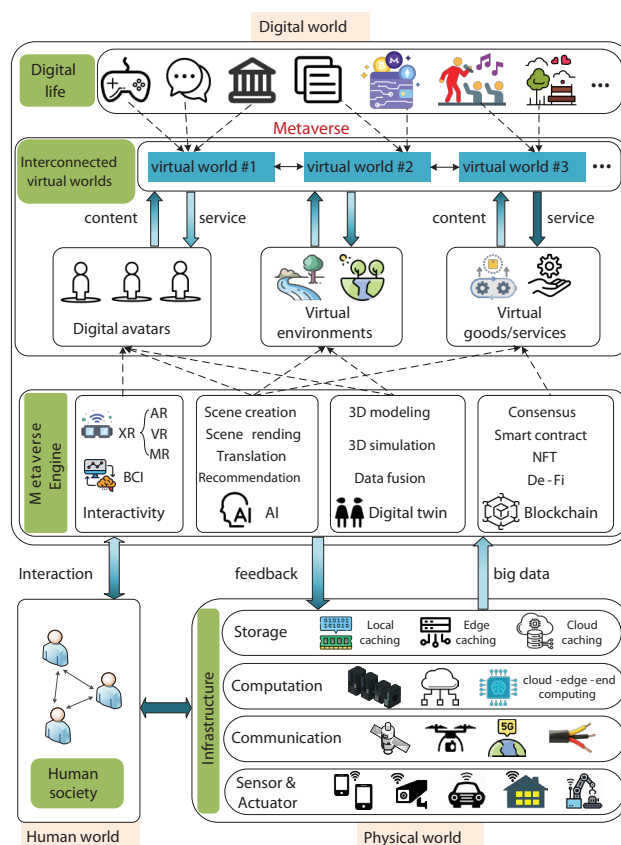 Digital world
Digital
life
Metaverse
Interconnected
virtual worlds
virtual world #1
virtual world #2
virtual world #3
content
service
content
service
Digital avatars
Virtual
environments
Virtual
goods/services
Metaverse
Engine
XR
AR
VR
MR
BCI
Interactivity
Scene creation
Scene rending
Translation
Recommendation
AI
AI
3D modeling
3D simulation
Data fusion
Digital twin
Consensus
Smart contract
NFT
De-Fi
Blockchain
Interaction
feedback
big data
Human
society
Human world
Infrastructure
Storage
010101
101010
Local
caching
Edge
caching
Cloud
caching
Computation
cloud-edge-end
computing
Communication
5G
Sensor &
Actuator
Physical world